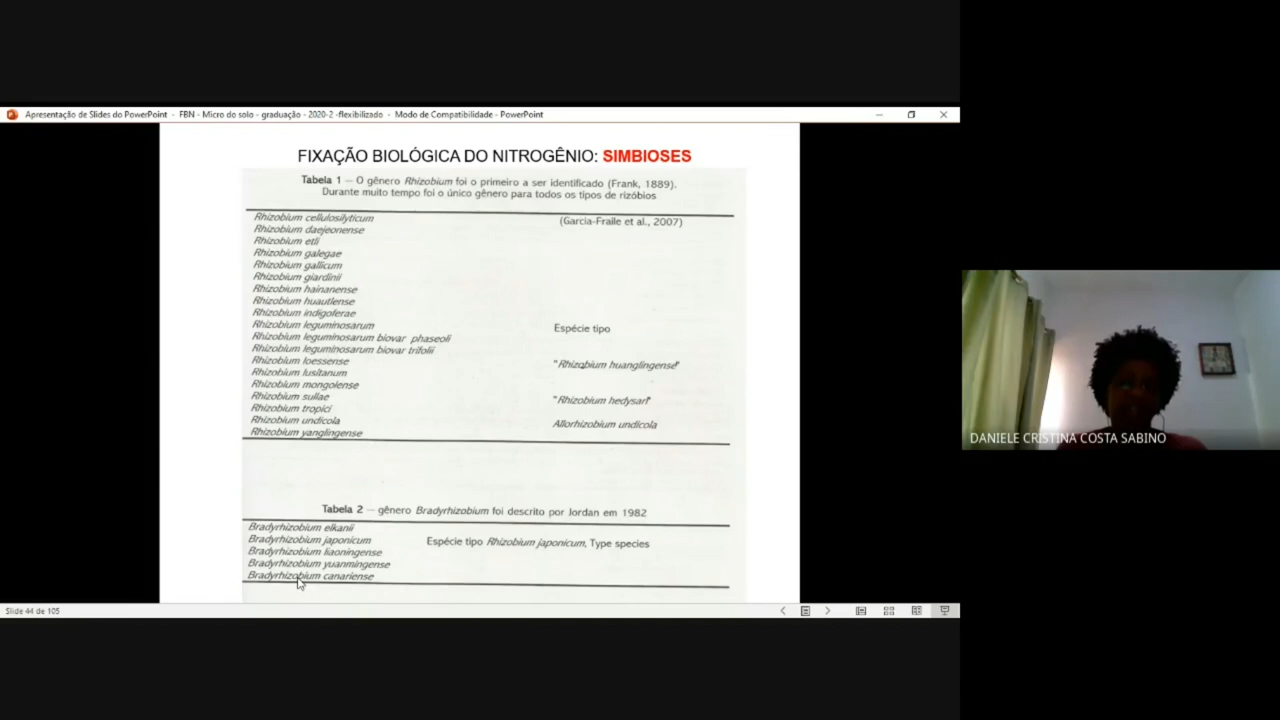 Apresentação de Slides do PowerPoint - FBN - Micro do solo - graduação - 2020-2 -flexibilizado - Modo de Compatibilidade - PowerPoint
FIXAÇÃO BIOLÓGICA DO NITROGÊNIO: SIMBIOSES
Tabela 1 – O gênero Rhizobium foi o primeiro a ser identificado (Frank, 1889).
Durante muito tempo foi o único gênero para todos os tipos de rizóbios
Rhizobium cellulosilyticum (Garcia-Fraile et al., 2007)
Rhizobium daejeonense
Rhizobium etli
Rhizobium galegae
Rhizobium gallicum
Rhizobium giardinii
Rhizobium hainanense
Rhizobium huautlense
Rhizobium indigoferae
Rhizobium leguminosarum Espécie tipo
Rhizobium leguminosarum biovar phaseoli
Rhizobium leguminosarum biovar trifolii
Rhizobium loessense "Rhizobium huanglingense"
Rhizobium lusitanum
Rhizobium mongolense
Rhizobium sullae "Rhizobium hedysari"
Rhizobium tropici
Rhizobium undicola Allorhizobium undicola
Rhizobium yanglingense
Tabela 2 – gênero Bradyrhizobium foi descrito por Jordan em 1982
Bradyrhizobium elkanii
Bradyrhizobium japonicum Espécie tipo Rhizobium japonicum, Type species
Bradyrhizobium liaoningense
Bradyrhizobium yuanmingense
Bradyrhizobium canariense
Slide 44 de 105
DANIELE CRISTINA COSTA SABINO